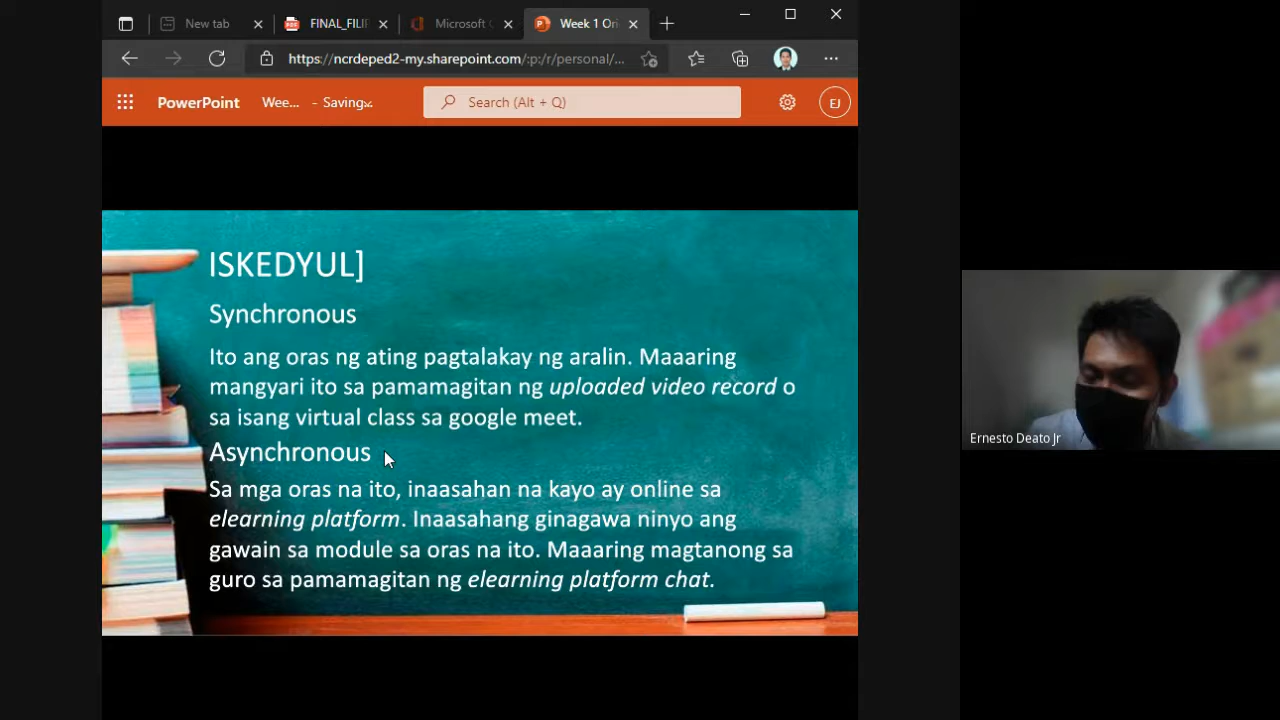 New tab
FINAL_FILI
Microsoft
Week 1 Ori
https://ncrdeped2-my.sharepoint.com/:p:/r/personal/...
PowerPoint
Wee... - Saving...
Search (Alt + Q)
EJ
ISKEDYUL]
Synchronous
Ito ang oras ng ating pagtalakay ng aralin. Maaaring
mangyari ito sa pamamagitan ng uploaded video record o
sa isang virtual class sa google meet.
Asynchronous
Sa mga oras na ito, inaasahan na kayo ay online sa
elearning platform. Inaasahang ginagawa ninyo ang
gawain sa module sa oras na ito. Maaaring magtanong sa
guro sa pamamagitan ng elearning platform chat.
Ernesto Deato Jr